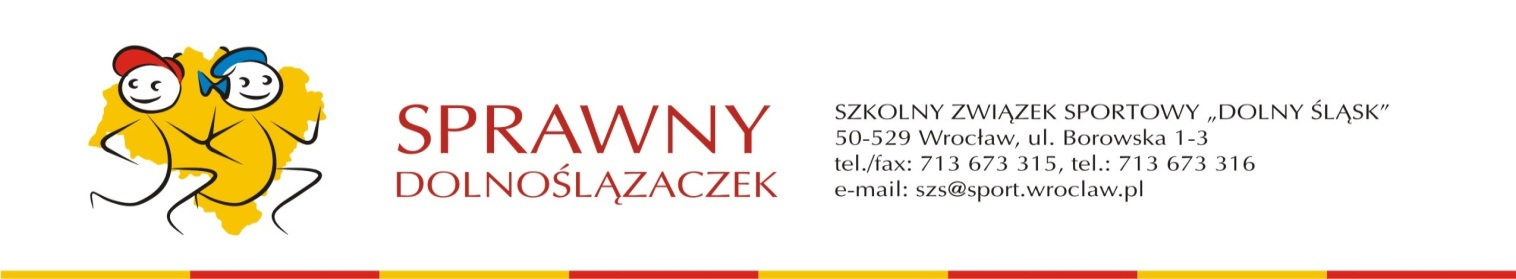 SPRAWNY
DOLNOŚLĄZACZEK
SZKOLNY ZWIĄZEK SPORTOWY „DOLNY ŚLĄSK”
50-529 Wrocław, ul. Borowska 1-3
tel./fax: 713 673 315, tel.: 713 673 316
e-mail: szs@sport.wroclaw.pl